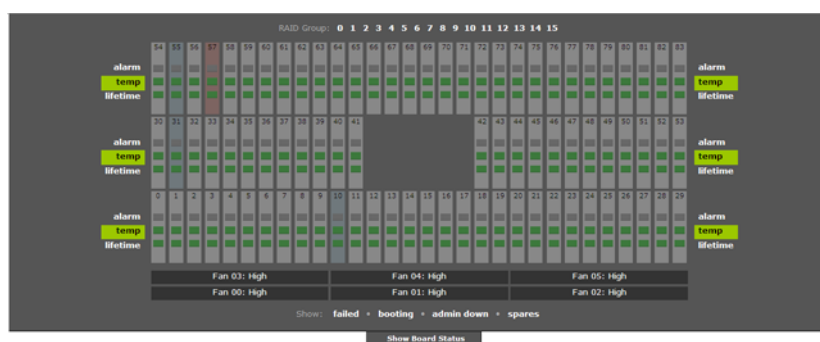 RAID Group: 0 1 2 3 4 5 6 7 8 9 10 11 12 13 14 15
54 55 56 57 58 59 60 61 62 63 64 65 66 67 68 69 70 71 72 73 74 75 76 77 78 79 80 81 82 83
alarm alarm
temp temp
lifetime lifetime
30 31 32 33 34 35 36 37 38 39 40 41 42 43 44 45 46 47 48 49 50 51 52 53
alarm alarm
temp temp
lifetime lifetime
0 1 2 3 4 5 6 7 8 9 10 11 12 13 14 15 16 17 18 19 20 21 22 23 24 25 26 27 28 29
alarm alarm
temp temp
lifetime lifetime
Fan 03: High Fan 04: High Fan 05: High
Fan 00: High Fan 01: High Fan 02: High
Show: failed • booting • admin down • spares
Show Board Status